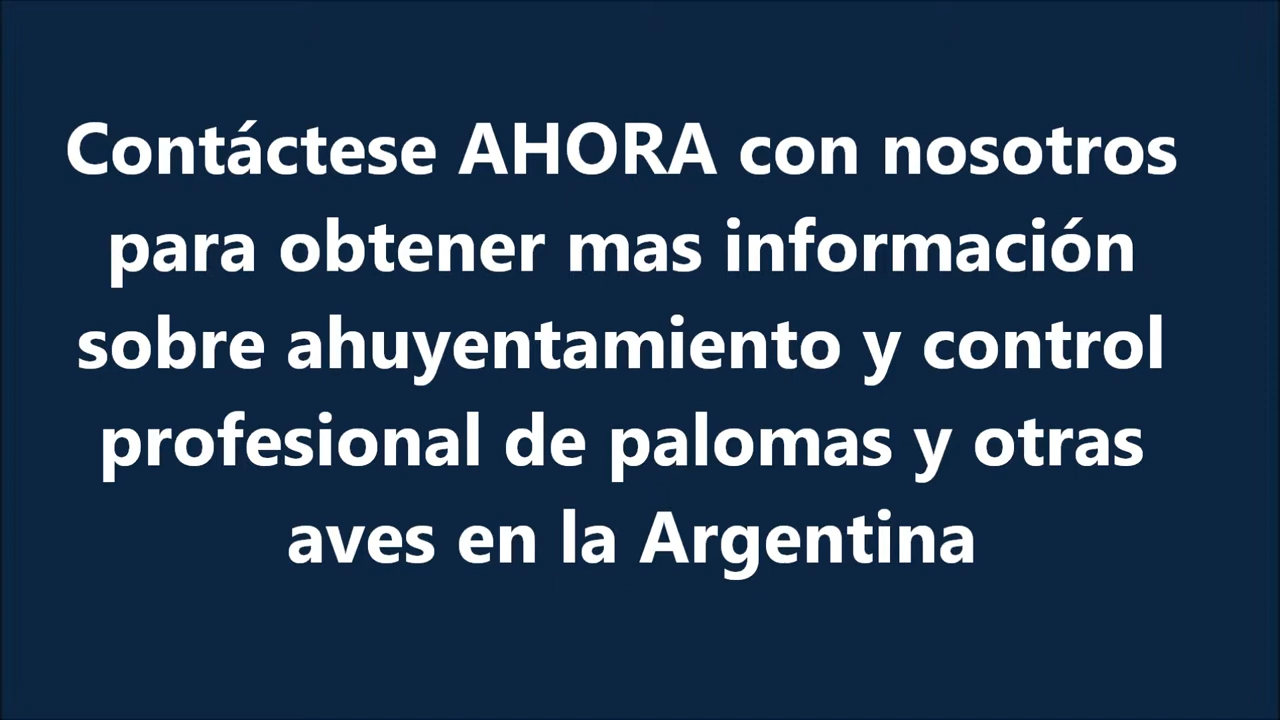 Contáctese AHORA con nosotros
para obtener mas información
sobre ahuyentamiento y control
profesional de palomas y otras
aves en la Argentina